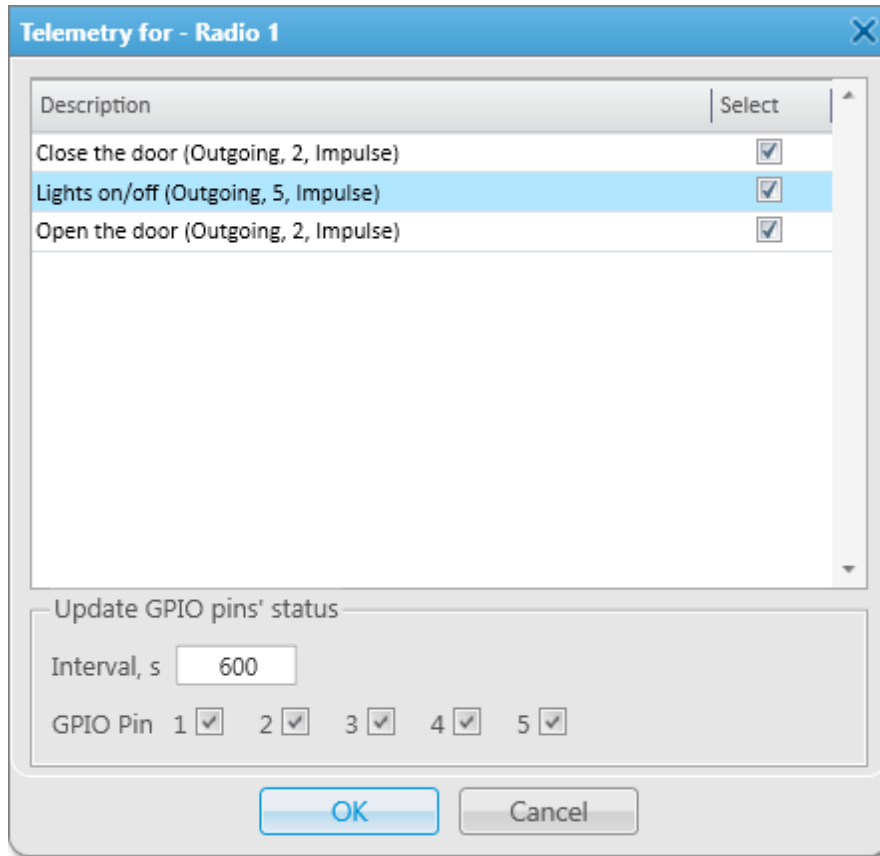 Telemetry for - Radio 1
Description Select
Close the door (Outgoing, 2, Impulse)
Lights on/off (Outgoing, 5, Impulse)
Open the door (Outgoing, 2, Impulse)
Update GPIO pins' status
Interval, s 600
GPIO Pin 1 2 3 4 5
OK Cancel